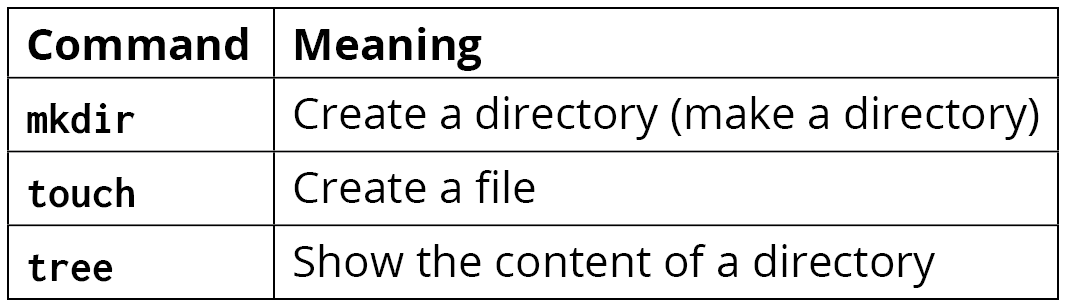 Command Meaning
mkdir Create a directory (make a directory)
touch Create a file
tree Show the content of a directory